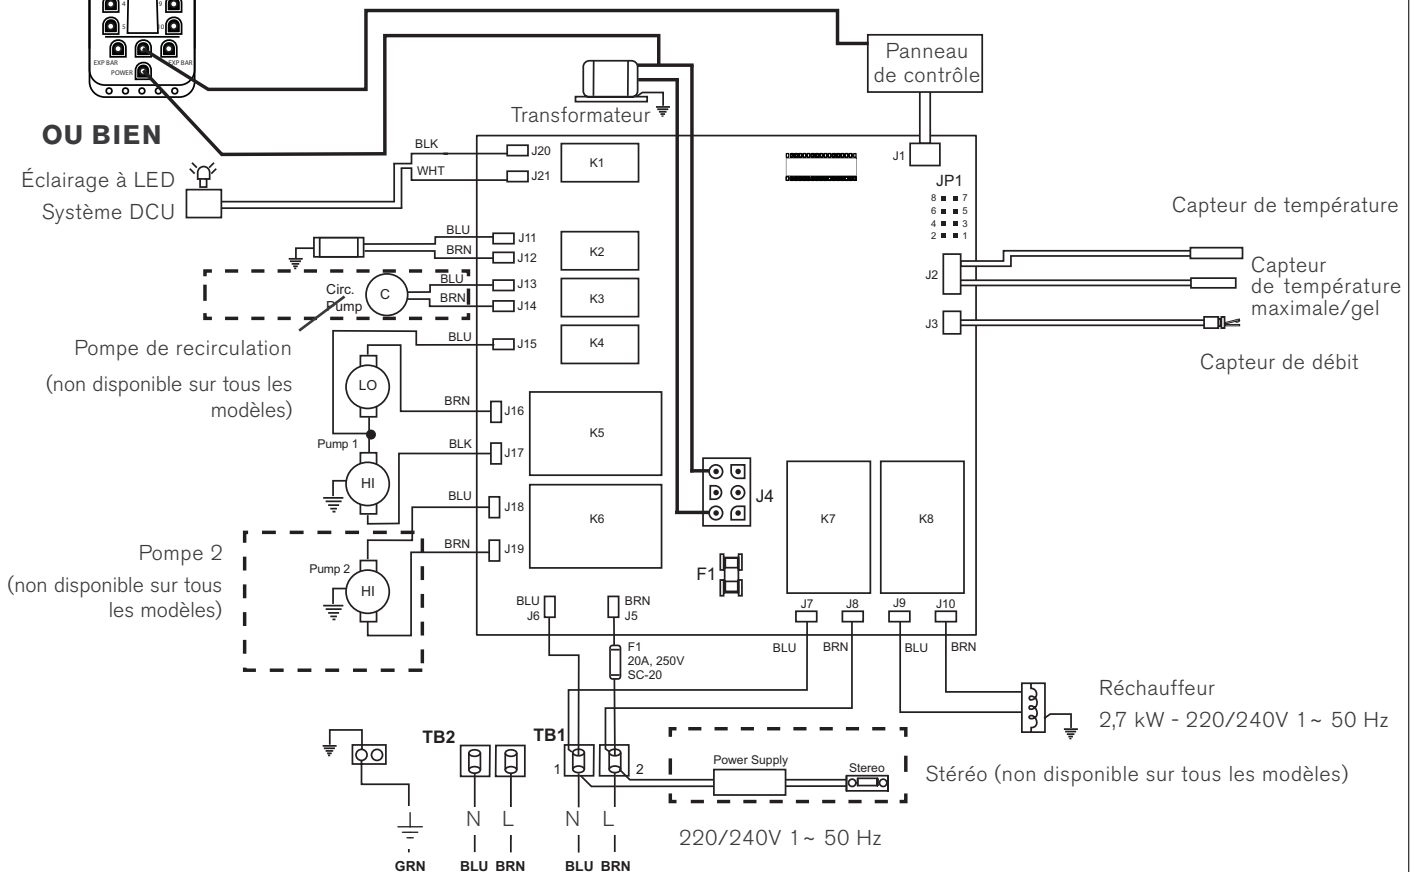 4
9
5
10
EXP BAR
EXP BAR
POWER
OU BIEN
Panneau
de contrôle
Transformateur
BLK
J20
K1
J1
WHT
J21
Éclairage à LED
Système DCU
JP1
8
7
6
5
4
3
2
1
Capteur de température
BLU
J11
BRN
J12
K2
J2
Capteur
de température
maximale/gel
Circ.
Pump
C
BLU
J13
BRN
J14
K3
J3
Pompe de recirculation
(non disponible sur tous les
modèles)
BLU
J15
K4
Capteur de débit
LO
BRN
J16
K5
Pump 1
BLK
J17
HI
J4
BLU
J18
K6
K7
K8
Pompe 2
(non disponible sur tous
les modèles)
Pump 2
HI
BRN
J19
F1
BLU
J6
BRN
J5
J7
J8
J9
J10
BLU
BRN
BLU
BRN
F1
20A, 250V
SC-20
Réchauffeur
2,7 kW - 220/240V 1~ 50 Hz
TB2
TB1
1
2
Power Supply
Stereo
Stéréo (non disponible sur tous les modèles)
N
L
N
L
220/240V 1~ 50 Hz
GRN
BLU
BRN
BLU
BRN